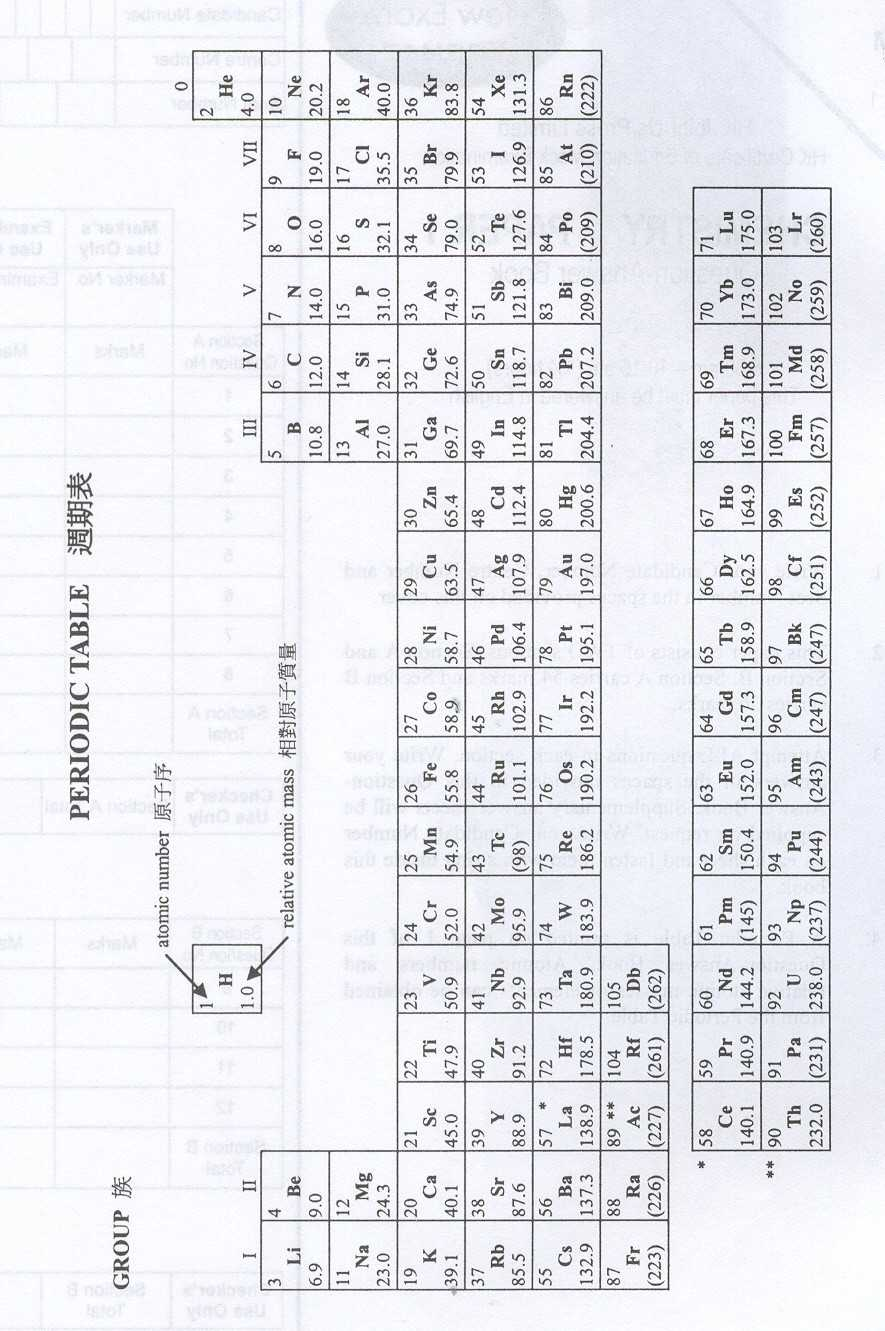 PERIODIC TABLE 週期表
GROUP 族
atomic number 原子序
0
1 2
H He
1.0 4.0
relative atomic mass 相對原子質量
I II III IV V VI VII
3 4 5 6 7 8 9 10
Li Be B C N O F Ne
6.9 9.0 10.8 12.0 14.0 16.0 19.0 20.2
11 12 13 14 15 16 17 18
Na Mg Al Si P S Cl Ar
23.0 24.3 27.0 28.1 31.0 32.1 35.5 40.0
19 20 21 22 23 24 25 26 27 28 29 30 31 32 33 34 35 36
K Ca Sc Ti V Cr Mn Fe Co Ni Cu Zn Ga Ge As Se Br Kr
39.1 40.1 45.0 47.9 50.9 52.0 54.9 55.8 58.9 58.7 63.5 65.4 69.7 72.6 74.9 79.0 79.9 83.8
37 38 39 40 41 42 43 44 45 46 47 48 49 50 51 52 53 54
Rb Sr Y Zr Nb Mo Tc Ru Rh Pd Ag Cd In Sn Sb Te I Xe
85.5 87.6 88.9 91.2 92.9 95.9 (98) 101.1 102.9 106.4 107.9 112.4 114.8 118.7 121.8 127.6 126.9 131.3
55 56 57 * 72 73 74 75 76 77 78 79 80 81 82 83 84 85 86
Cs Ba La Hf Ta W Re Os Ir Pt Au Hg Tl Pb Bi Po At Rn
132.9 137.3 138.9 178.5 180.9 183.9 186.2 190.2 192.2 195.1 197.0 200.6 204.4 207.2 209.0 (209) (210) (222)
87 88 89 ** 104 105
Fr Ra Ac Rf Db
(223) (226) (227) (261) (262)
* 58 59 60 61 62 63 64 65 66 67 68 69 70 71
Ce Pr Nd Pm Sm Eu Gd Tb Dy Ho Er Tm Yb Lu
140.1 140.9 144.2 (145) 150.4 152.0 157.3 158.9 162.5 164.9 167.3 168.9 173.0 175.0
** 90 91 92 93 94 95 96 97 98 99 100 101 102 103
Th Pa U Np Pu Am Cm Bk Cf Es Fm Md No Lr
232.0 (231) 238.0 (237) (244) (243) (247) (247) (251) (252) (257) (258) (259) (260)